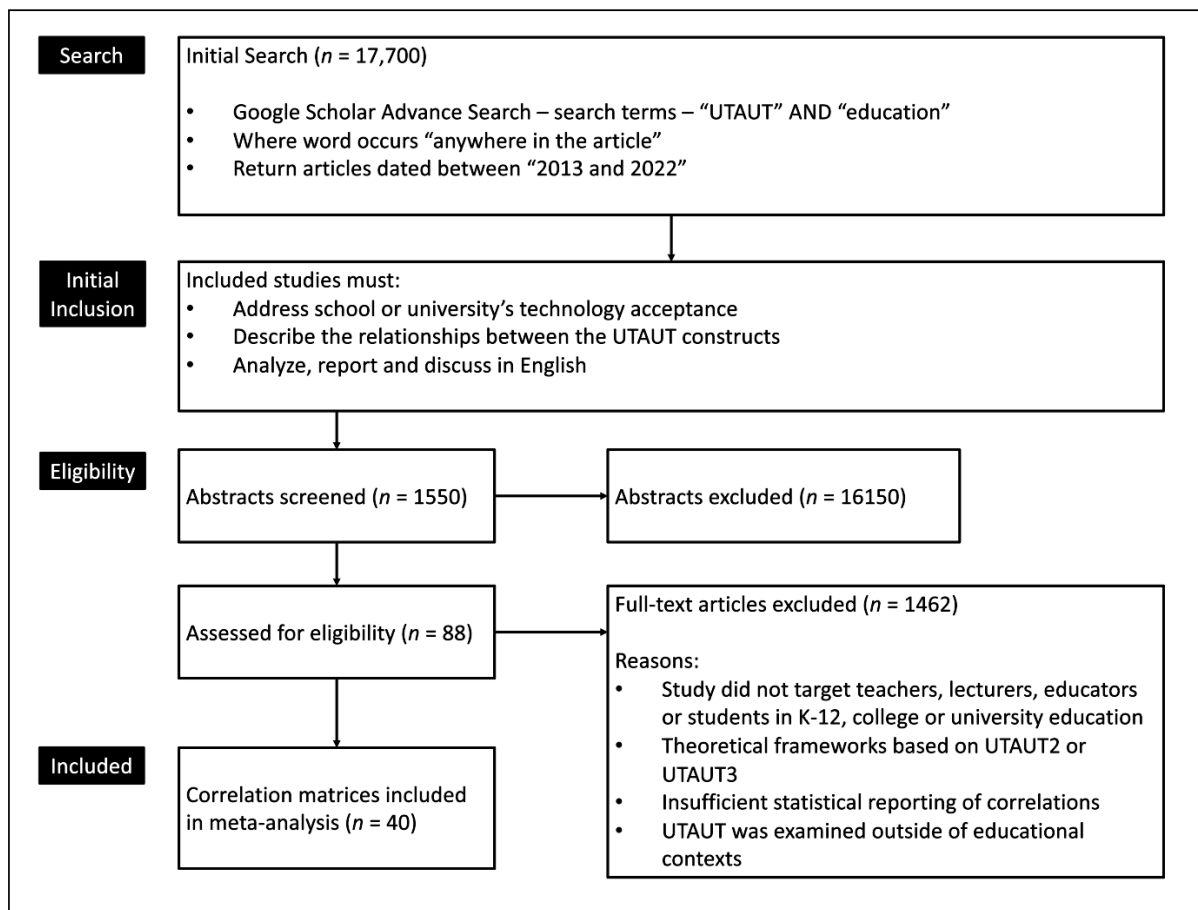 Search
Initial Search (n = 17,700)
• Google Scholar Advance Search – search terms – “UTAUT” AND “education”
• Where word occurs “anywhere in the article”
• Return articles dated between “2013 and 2022”
Initial
Inclusion
Included studies must:
• Address school or university’s technology acceptance
• Describe the relationships between the UTAUT constructs
• Analyze, report and discuss in English
Eligibility
Abstracts screened (n = 1550)
Abstracts excluded (n = 16150)
Assessed for eligibility (n = 88)
Full-text articles excluded (n = 1462)
Reasons:
• Study did not target teachers, lecturers, educators
or students in K-12, college or university education
• Theoretical frameworks based on UTAUT2 or
UTAUT3
• Insufficient statistical reporting of correlations
• UTAUT was examined outside of educational
contexts
Included
Correlation matrices included
in meta-analysis (n = 40)